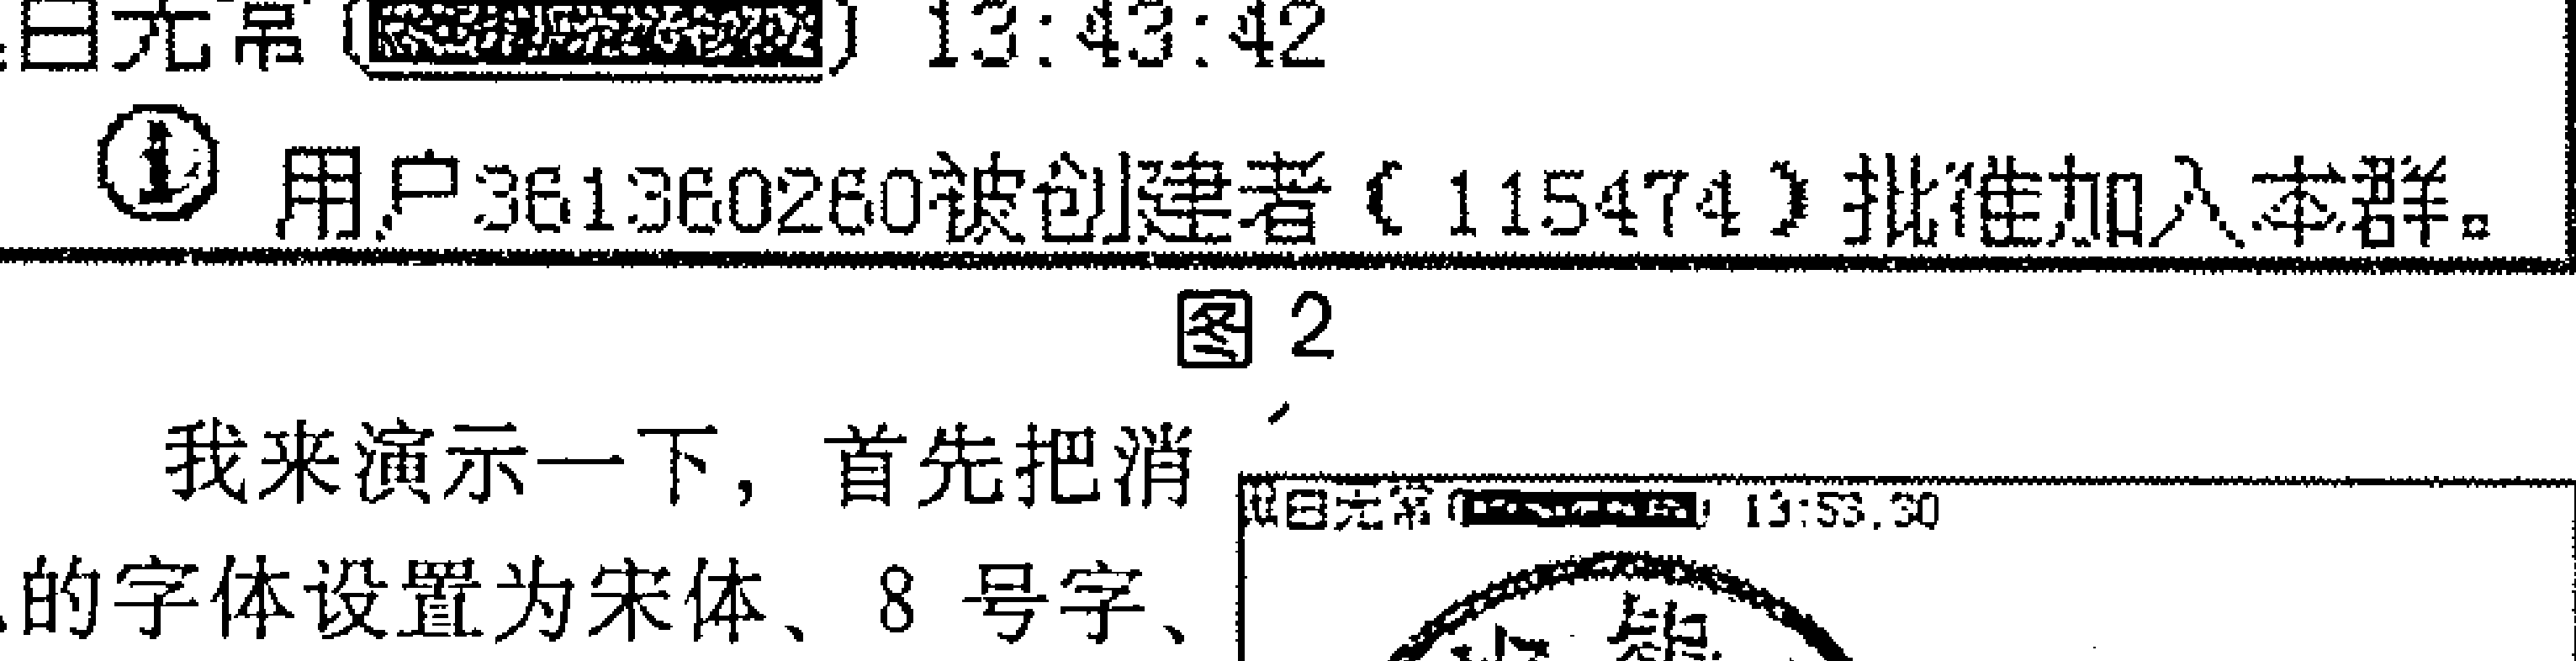 日无常( ) 13:43:42
用户361360260被创建者(115474)批准加入本群。
图 2
我来演示一下，首先把消
的字体设置为宋体、8 号字、
日无常( ) 13:53:30